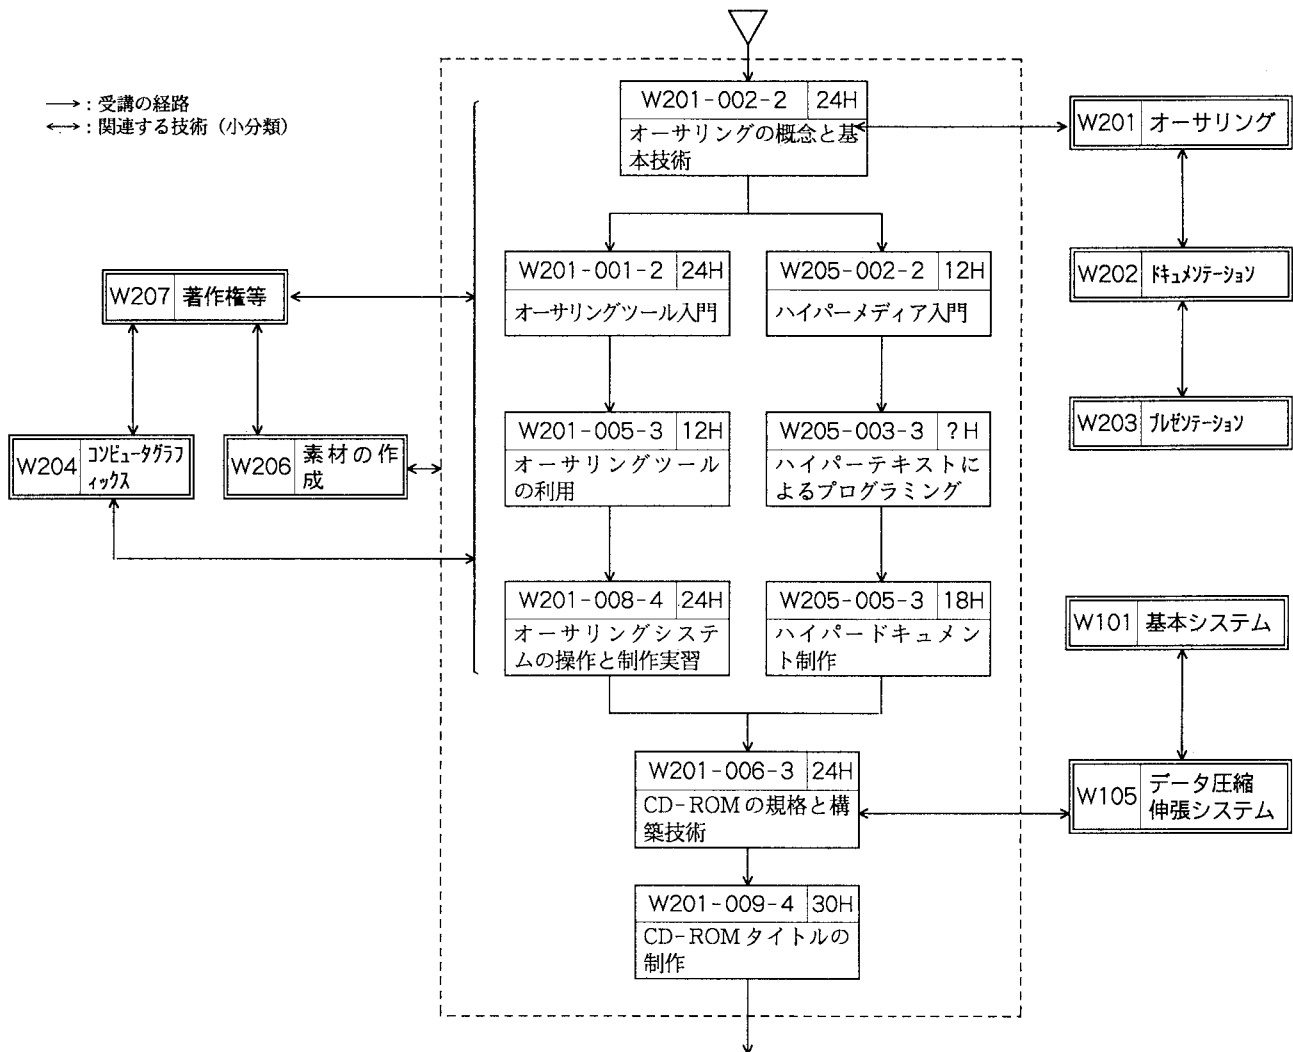 → : 受講の経路
↔ : 関連する技術（小分類）
W201-002-2 24H
オーサリングの概念と基
本技術
W201 オーサリング
W201-001-2 24H
オーサリングツール入門
W205-002-2 12H
ハイパーメディア入門
W202 ドキュメンテーション
W207 著作権等
W203 プレゼンテーション
W204 コンピュータグラフ
ィックス
W206 素材の作
成
W201-005-3 12H
オーサリングツール
の利用
W205-003-3 ?H
ハイパーテキストに
よるプログラミング
W201-008-4 24H
オーサリングシステ
ムの操作と制作実習
W205-005-3 18H
ハイパードキュメン
ト制作
W101 基本システム
W201-006-3 24H
CD-ROMの規格と構
築技術
W105 データ圧縮
伸張システム
W201-009-4 30H
CD-ROMタイトルの
制作